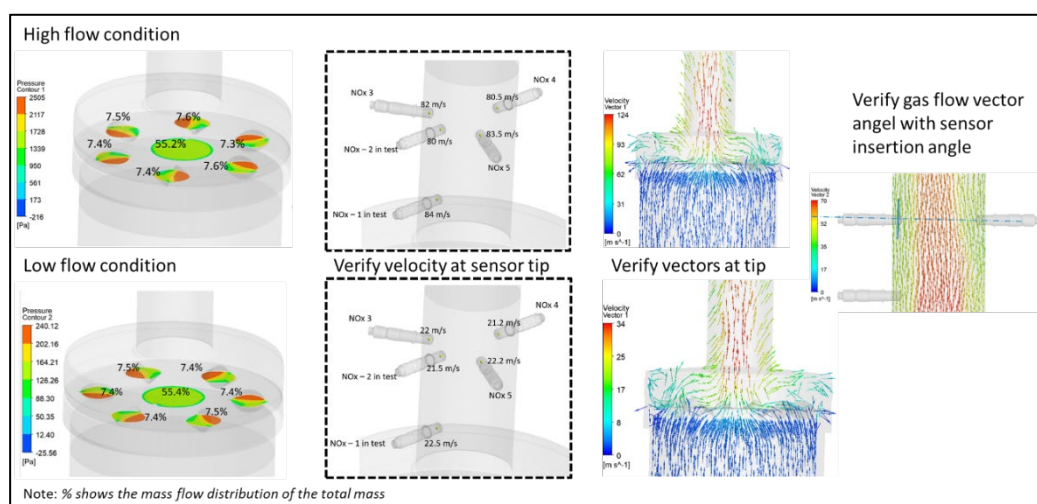 High flow condition
Pressure
Contour 1
2505
2117
1728
1339
950
561
173
-216
[Pa]
7.5%
7.6%
7.4%
55.2%
7.3%
7.4%
7.6%
NOx 3
82 m/s
NOx 4
80.5 m/s
NOx – 2 in test
80 m/s
83.5 m/s
NOx 5
NOx – 1 in test
84 m/s
Velocity
Vector 1
124
93
62
31
0
[m s^-1]
Verify gas flow vector
angel with sensor
insertion angle
Velocity
Vector 2
70
52
35
17
0
[m s^-1]
Low flow condition
Verify velocity at sensor tip
Verify vectors at tip
Pressure
Contour 2
240.12
202.16
164.21
126.26
88.30
50.35
12.40
-25.56
[Pa]
7.5%
7.4%
7.4%
55.4%
7.4%
7.4%
7.5%
NOx 3
22 m/s
NOx 4
21.2 m/s
NOx – 2 in test
21.5 m/s
22.2 m/s
NOx 5
NOx – 1 in test
22.5 m/s
Velocity
Vector 1
34
25
17
8
0
[m s^-1]
Note: % shows the mass flow distribution of the total mass